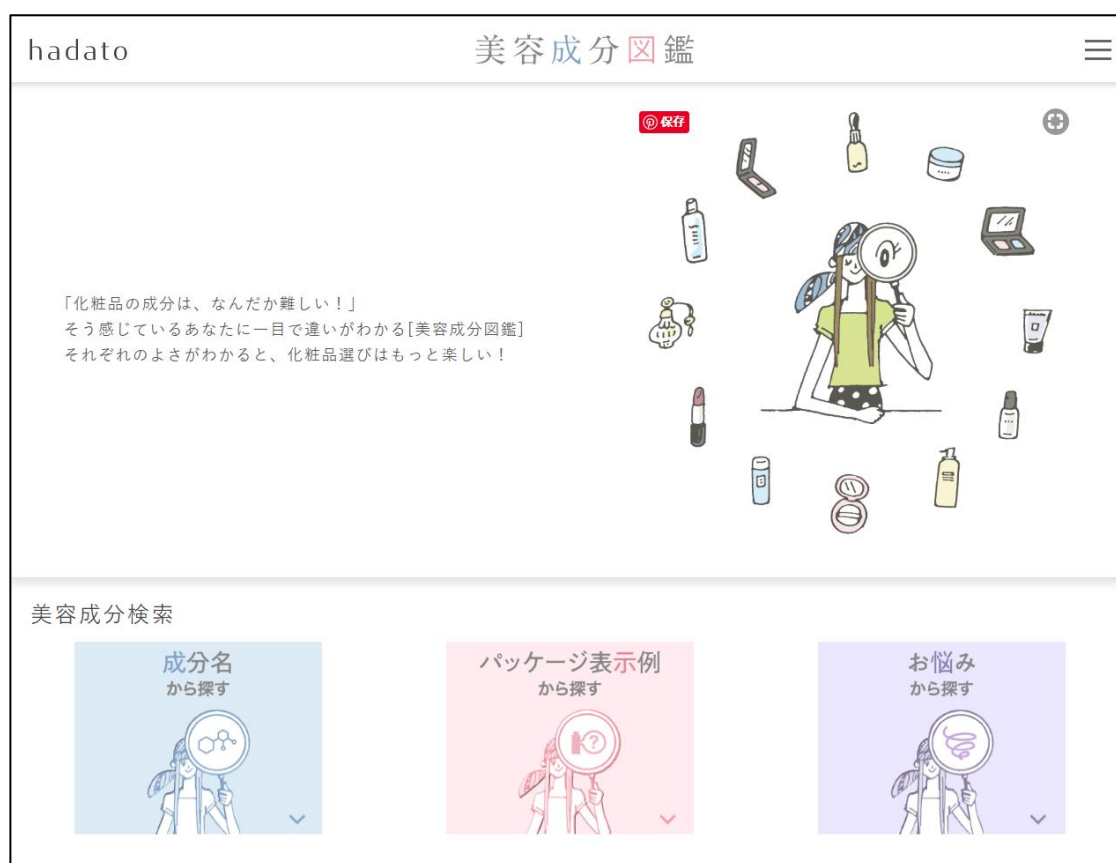 hadato
美容成分図鑑
保存
「化粧品の成分は、なんだか難しい！」
そう感じているあなたに一目で違いがわかる[美容成分図鑑]
それぞれのよさがわかると、化粧品選びはもっと楽しい！
美容成分検索
成分名
から探す
パッケージ表示例
から探す
?
お悩み
から探す